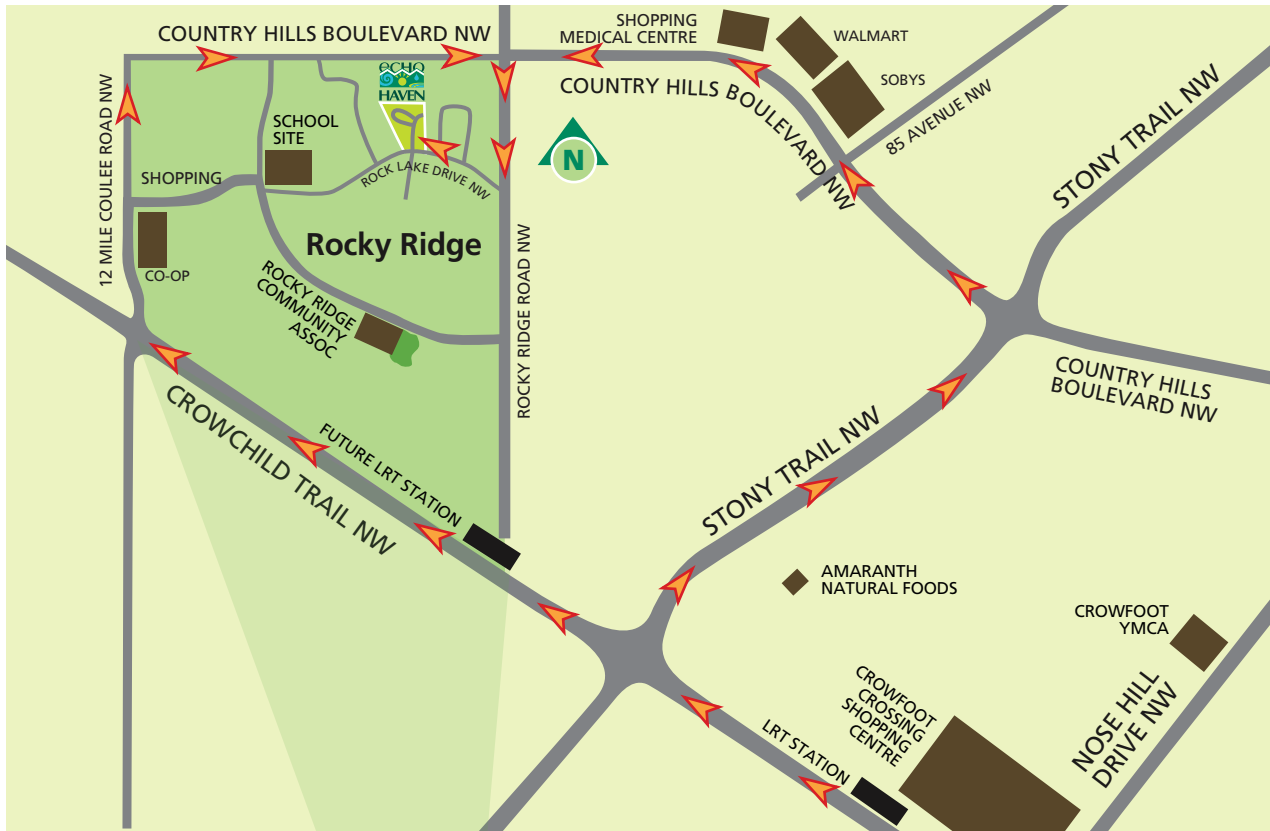 COUNTRY HILLS BOULEVARD NW
SHOPPING
MEDICAL CENTRE
WALMART
SOBYS
85 AVENUE NW
COUNTRY HILLS BOULEVARD NW
STONY TRAIL NW
12 MILE COULEE ROAD NW
ECHO
HAVEN
SCHOOL
SITE
SHOPPING
ROCK LAKE DRIVE NW
N
Rocky Ridge
CO-OP
ROCKY RIDGE
COMMUNITY
ASSOC
ROCKY RIDGE ROAD NW
COUNTRY HILLS
BOULEVARD NW
CROWCHILD TRAIL NW
FUTURE LRT STATION
STONY TRAIL NW
AMARANTH
NATURAL FOODS
CROWFOOT
YMCA
CROWFOOT
CROSSING
SHOPPING
CENTRE
LRT STATION
NOSE HILL
DRIVE NW